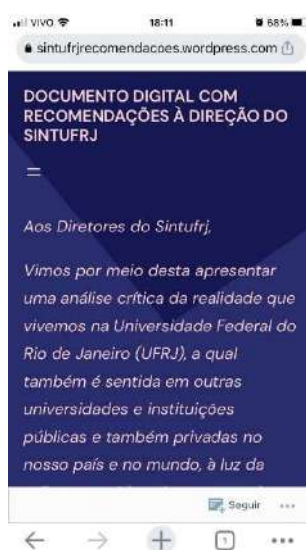 VIVO 18:11 68%
sintufrjrecomendacoes.wordpress.com
DOCUMENTO DIGITAL COM
RECOMENDAÇÕES À DIREÇÃO DO
SINTUFRJ
Aos Diretores do Sintufrj,
Vimos por meio desta apresentar
uma análise crítica da realidade que
vivemos na Universidade Federal do
Rio de Janeiro (UFRJ), a qual
também é sentida em outras
universidades e instituições
públicas e também privadas no
nosso país e no mundo, à luz da
Seguir
1